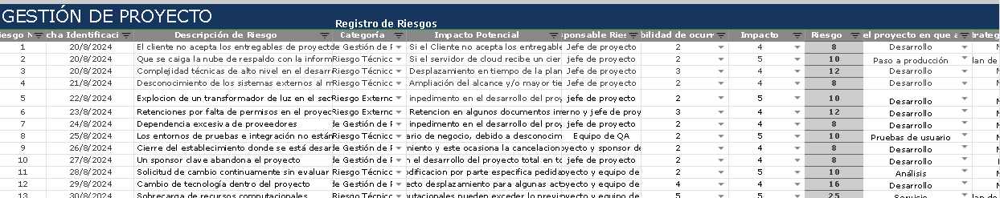 GESTIÓN DE PROYECTO
Registro de Riesgos
iesgo N cha Identificaci Descripción de Riesgo Categoría Impacto Potencial ponsable Ries bilidad de ocurr Impacto Riesgo el proyecto en que a trateg
1 20/8/2024 El cliente no acepta los entregables de proyect de Gestión de F Si el Cliente no acepta los entregable Jefe de proyecto 2 4 8 Desarrollo
2 20/8/2024 Que se caiga la nube de respaldo con la inform Riesgo Técnico Si el servidor de cloud recibe un cier Jefe de proyecto 2 5 10 Paso a producción lan de
3 20/8/2024 Complejidad técnicas de alto nivel en el desarr Riesgo Técnico Desplazamiento en tiempo de la plan Jefe de proyecto 3 4 12 Desarrollo
4 21/8/2024 Desconocimiento de los sistemas externos al m Riesgo Técnico Ampliación del alcance y/o mayor tie Jefe de proyecto 2 4 8 Desarrollo
5 22/8/2024 Explocion de un transformador de luz en el sec Riesgo Externo inpedimento en el desarrollo del proy jefe de proyecto 2 5 10 Desarrollo
6 23/8/2024 Retenciones por falta de permisos en el proyec Riesgo Externo Retencion en algunos documentos im erno y jefe de proy 3 4 12 Desarrollo
7 24/8/2024 Dependencia excesiva de proveedores de Gestión de F inpedimento en el desarrollo del proy jefe de proyecto 2 4 8 Desarrollo
8 25/8/2024 Los entornos de pruebas e integración no están Riesgo Técnico ario de negocio, debido a desconocim Equipo de QA 2 5 10 Pruebas de usuario
9 26/8/2024 Cierre del establecimiento donde se está desar de Gestión de F miento y este ocasiona la cancelacion yecto y sponsor de 2 4 8 Desarrollo
10 27/8/2024 Un sponsor clave abandona el proyecto de Gestión de F n el desarrollo del proyecto total en to jefe de proyecto 2 4 8 Desarrollo
11 28/8/2024 Solicitud de cambio continuamente sin evaluar Riesgo Técnico odificacion por parte especifica pedida yecto y equipo de 2 5 10 Análisis
12 29/8/2024 Cambio de tecnología dentro del proyecto de Gestión de F ecto desplazamiento para algunas act yecto y equipo de 4 4 16 Desarrollo
13 30/8/2024 Sobrecarga de recursos computacionales Riesgo Técnico putacionales pueden exceder lo previs yecto y equipo de 5 5 25 Servicio lan de